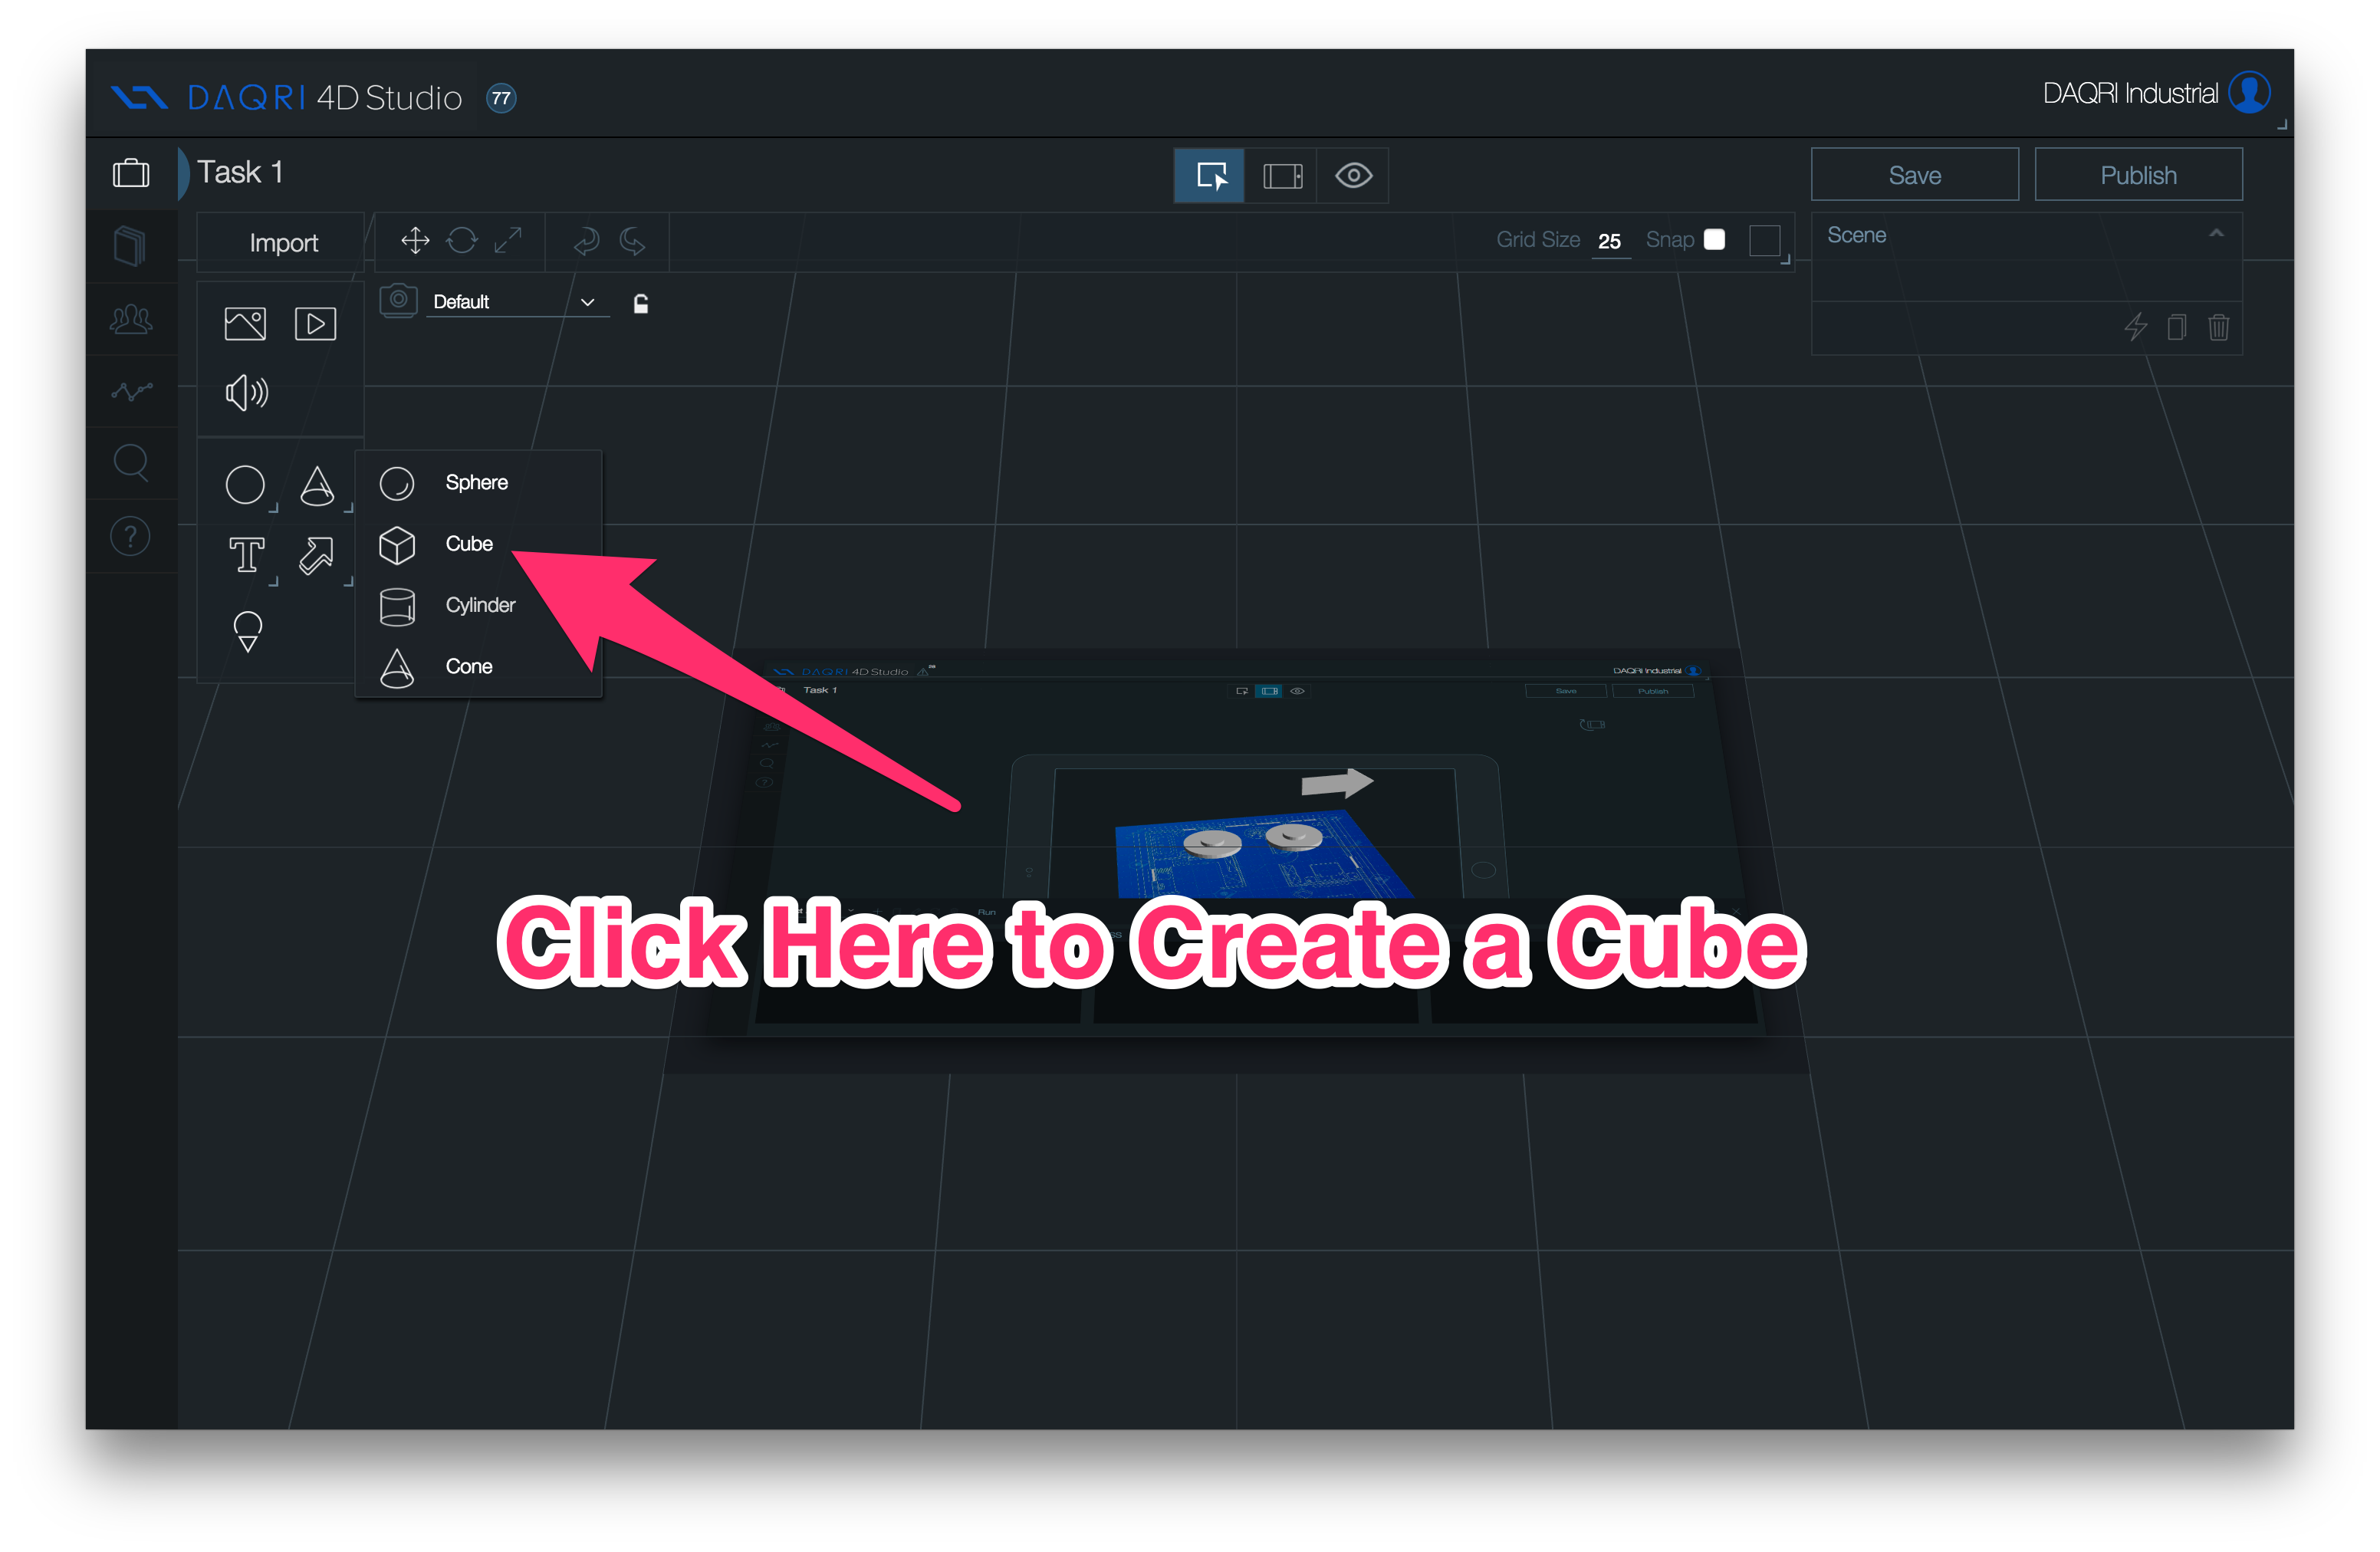 DAQRI 4D Studio 77
DAQRI Industrial
Task 1
Save
Publish
Import
Grid Size 25 Snap
Scene
Default
Sphere
Cube
Cylinder
Cone
?
DAQRI 4D Studio
DAQRI Industrial
Task 1
Save
Publish
Run
Click Here to Create a Cube